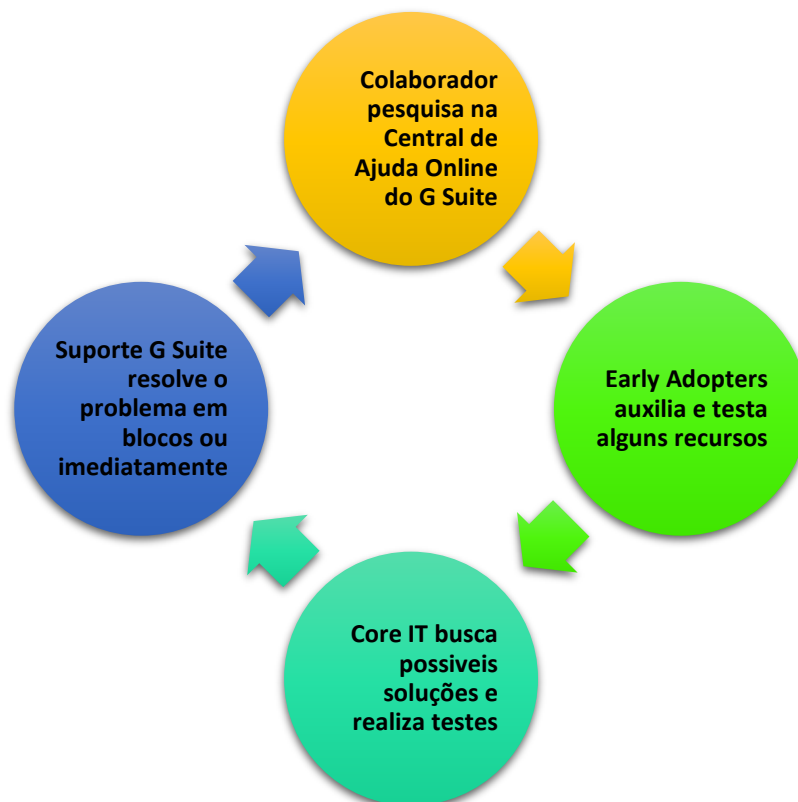 Colaborador
pesquisa na
Central de
Ajuda Online
do G Suite
Early Adopters
auxilia e testa
alguns recursos
Core IT busca
possiveis
soluções e
realiza testes
Suporte G Suite
resolve o
problema em
blocos ou
imediatamente